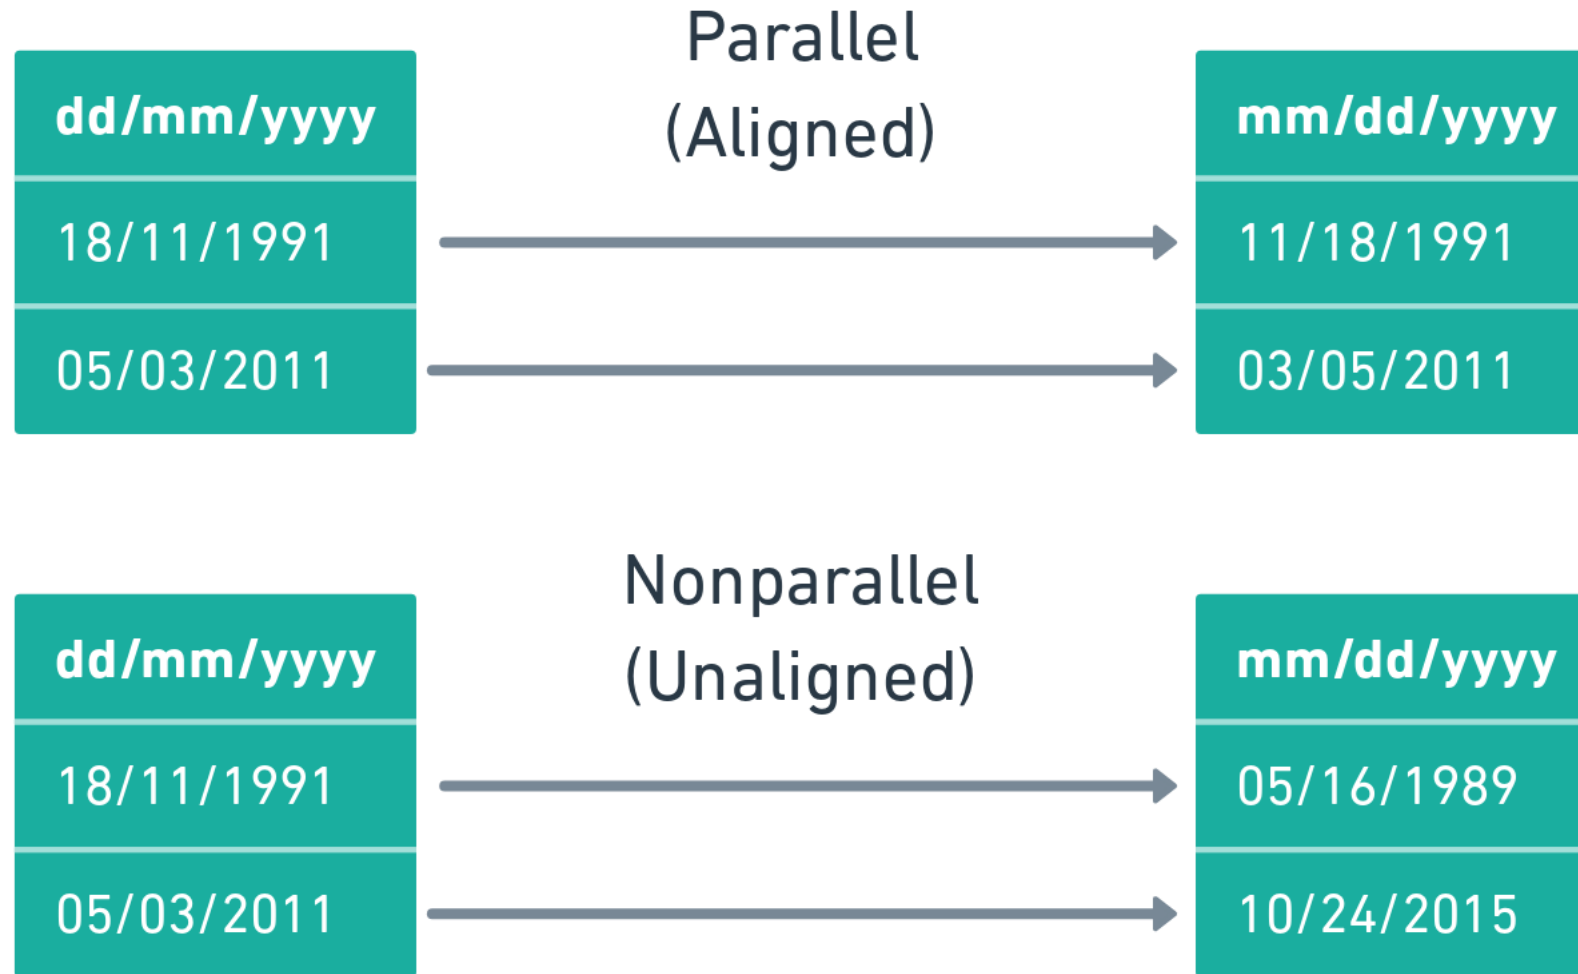 Parallel
(Aligned)
dd/mm/yyyy
mm/dd/yyyy
18/11/1991
11/18/1991
05/03/2011
03/05/2011
Nonparallel
(Unaligned)
dd/mm/yyyy
mm/dd/yyyy
18/11/1991
05/16/1989
05/03/2011
10/24/2015